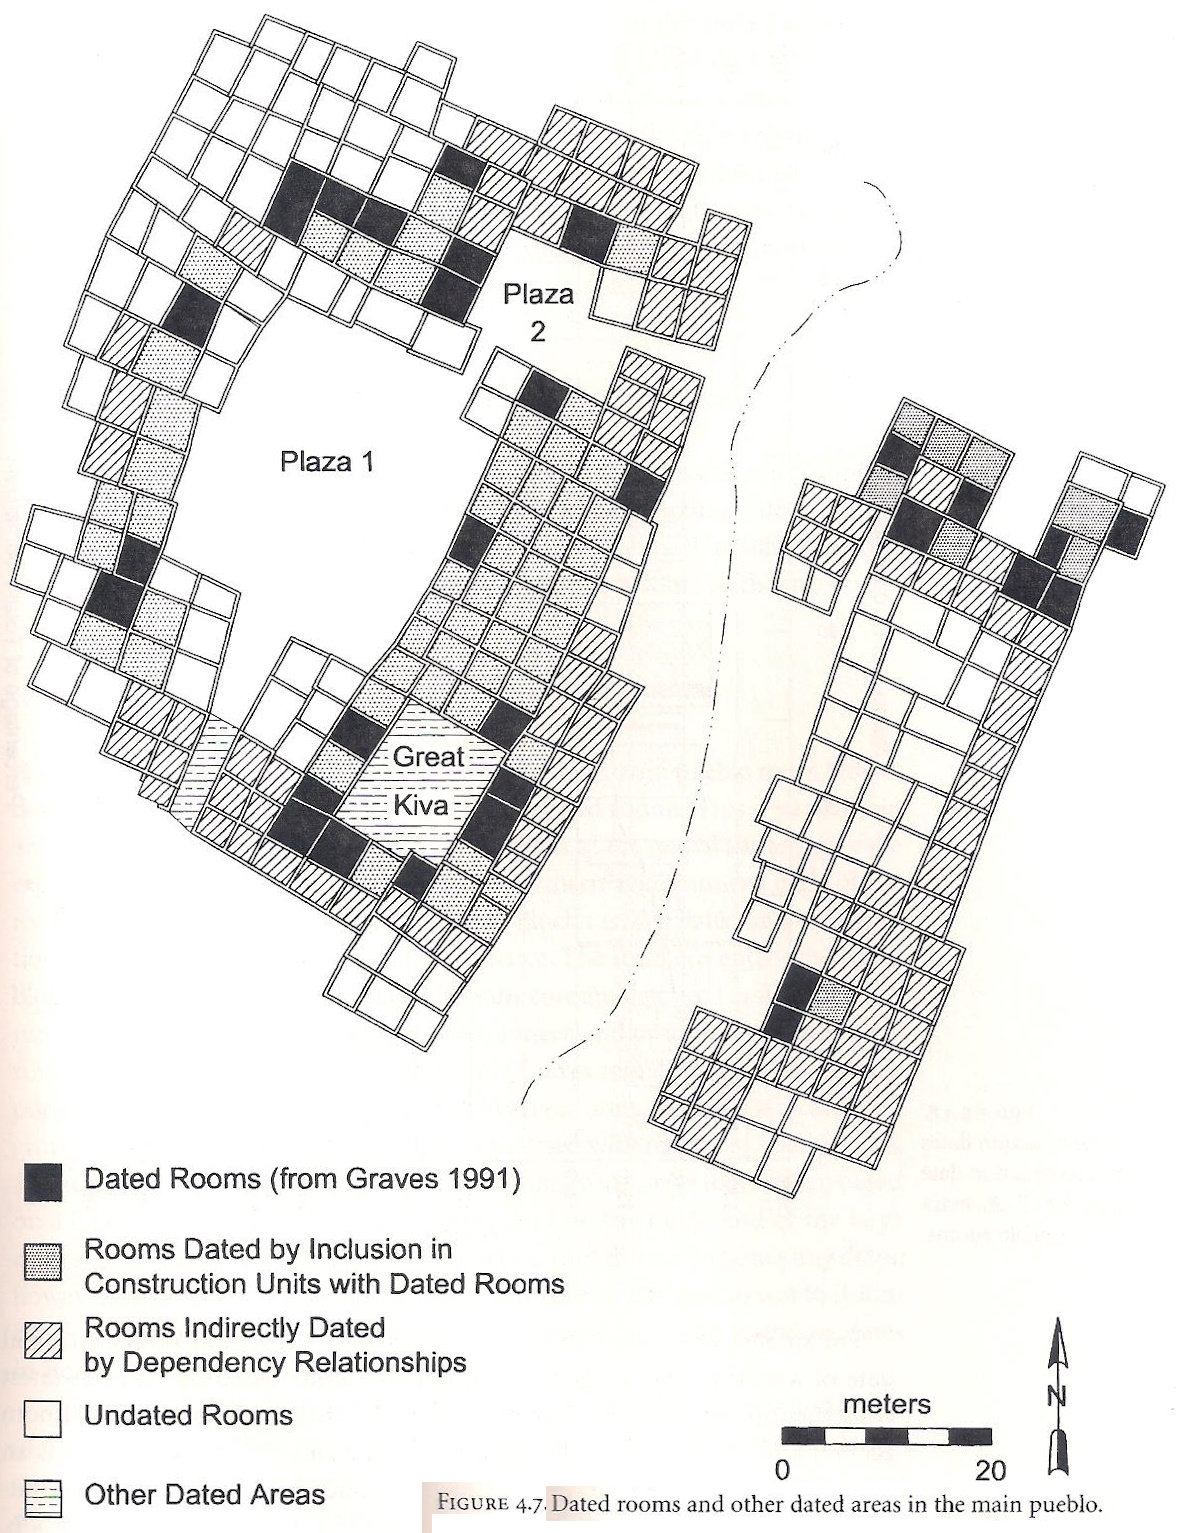 Plaza
2
Plaza 1
Great
Kiva
Dated Rooms (from Graves 1991)
Rooms Dated by Inclusion in
Construction Units with Dated Rooms
Rooms Indirectly Dated
by Dependency Relationships
Undated Rooms
Other Dated Areas
meters
0 20
N
FIGURE 4.7. Dated rooms and other dated areas in the main pueblo.